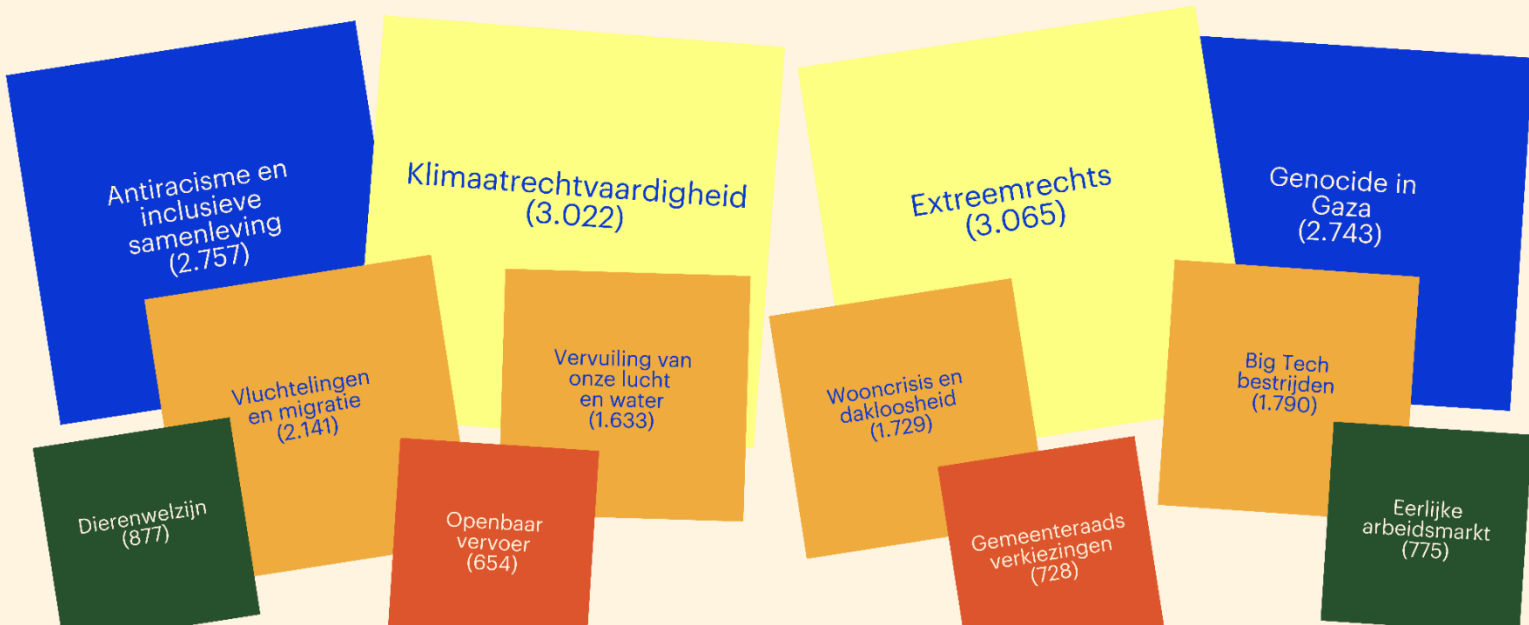 Antiracisme en
inclusieve
samenleving
(2.757)
Klimaatrechtvaardigheid
(3.022)
Extreemrechts
(3.065)
Genocide in
Gaza
(2.743)
Vluchtelingen
en migratie
(2.141)
Vervuiling van
onze lucht
en water
(1.633)
Wooncrisis en
dakloosheid
(1.729)
Big Tech
bestrijden
(1.790)
Dierenwelzijn
(877)
Openbaar
vervoer
(654)
Gemeenteraads
verkiezingen
(728)
Eerlijke
arbeidsmarkt
(775)